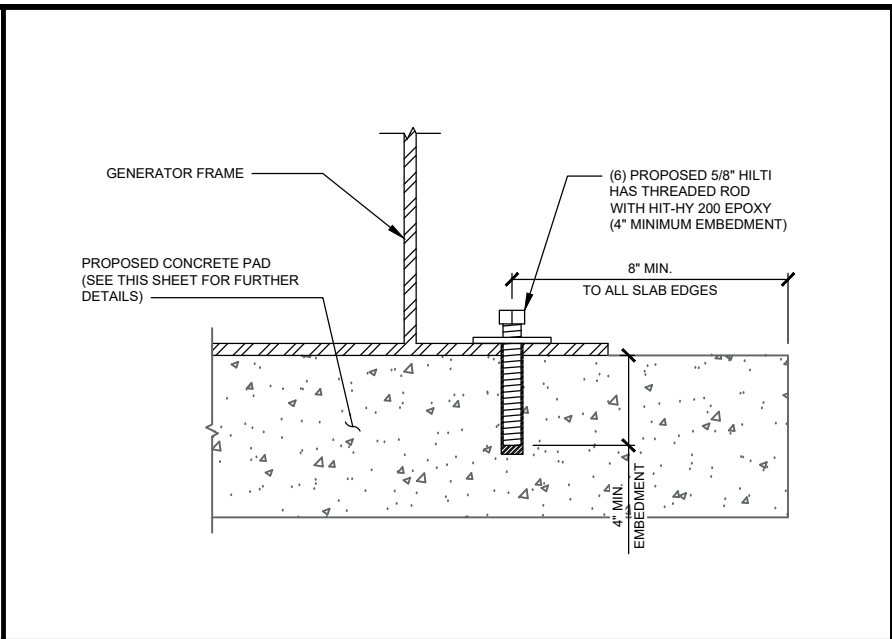 GENERATOR FRAME
(6) PROPOSED 5/8" HILTI
HAS THREADED ROD
WITH HIT-HY 200 EPOXY
(4" MINIMUM EMBEDMENT)
PROPOSED CONCRETE PAD
(SEE THIS SHEET FOR FURTHER
DETAILS)
8" MIN.
TO ALL SLAB EDGES
4" MIN.
EMBEDMENT